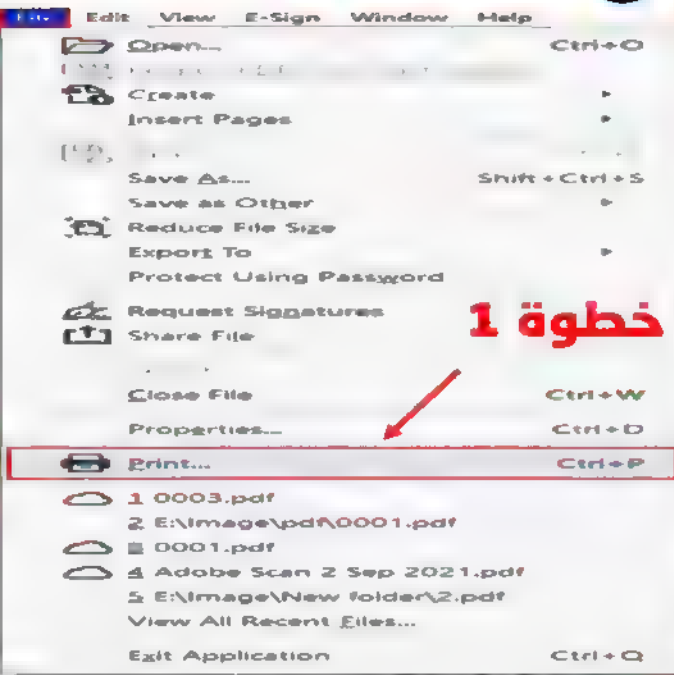 File Edit View E-Sign Window Help
Open... Ctrl+O
Create
Insert Pages
Save As... Shift+Ctrl+S
Save as Other
Reduce File Size
Export To
Protect Using Password
Request Signatures
خطوة 1
Share File
Close File Ctrl+W
Properties... Ctrl+D
Print... Ctrl+P
1 0003.pdf
2 E:\Image\pdf\0001.pdf
0001.pdf
4 Adobe Scan 2 Sep 2021.pdf
5 E:\Image\New folder\2.pdf
View All Recent Files...
Exit Application Ctrl+Q